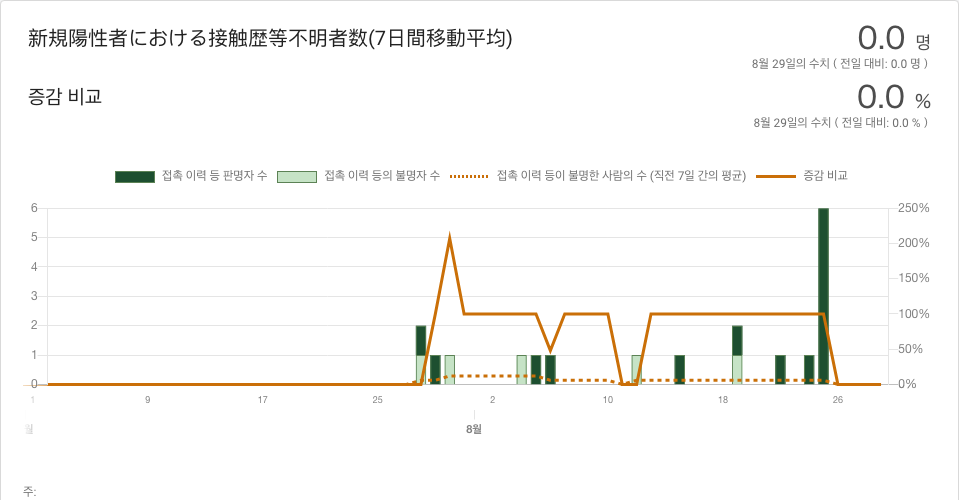 新規陽性者における接触歴等不明者数(7日間移動平均)
0.0 名
8월 29일의 수치 ( 전일 대비: 0.0 名 )
증감 비교
0.0 %
8월 29일의 수치 ( 전일 대비: 0.0 % )
접촉 이력 등 판명자 수 접촉 이력 등의 불명자 수 접촉 이력 등이 불명한 사람의 수 (직전 7일 간의 평균) 증감 비교
6 250%
5 200%
4 150%
3 100%
2 50%
1 0%
0
1 9 17 25 2 10 18 26
월 8월
주: